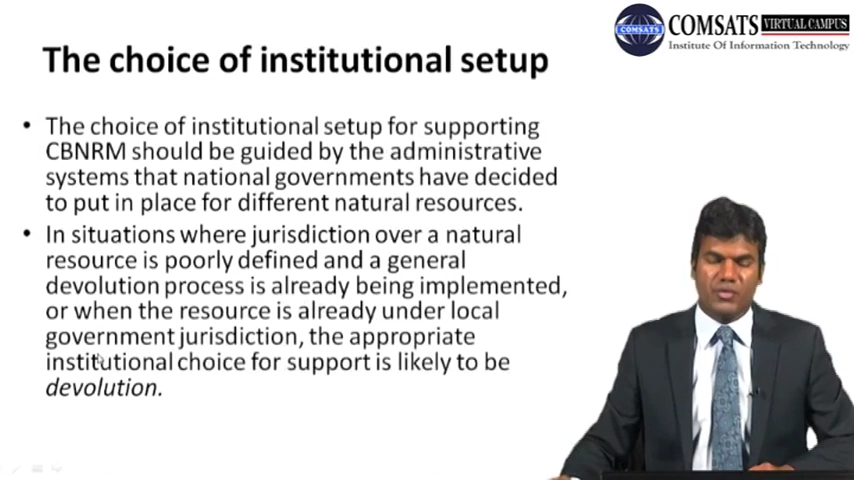 COMSATS
COMSATS VIRTUAL CAMPUS
Institute Of Information Technology
The choice of institutional setup
• The choice of institutional setup for supporting
CBNRM should be guided by the administrative
systems that national governments have decided
to put in place for different natural resources.
• In situations where jurisdiction over a natural
resource is poorly defined and a general
devolution process is already being implemented,
or when the resource is already under local
government jurisdiction, the appropriate
institutional choice for support is likely to be
devolution.